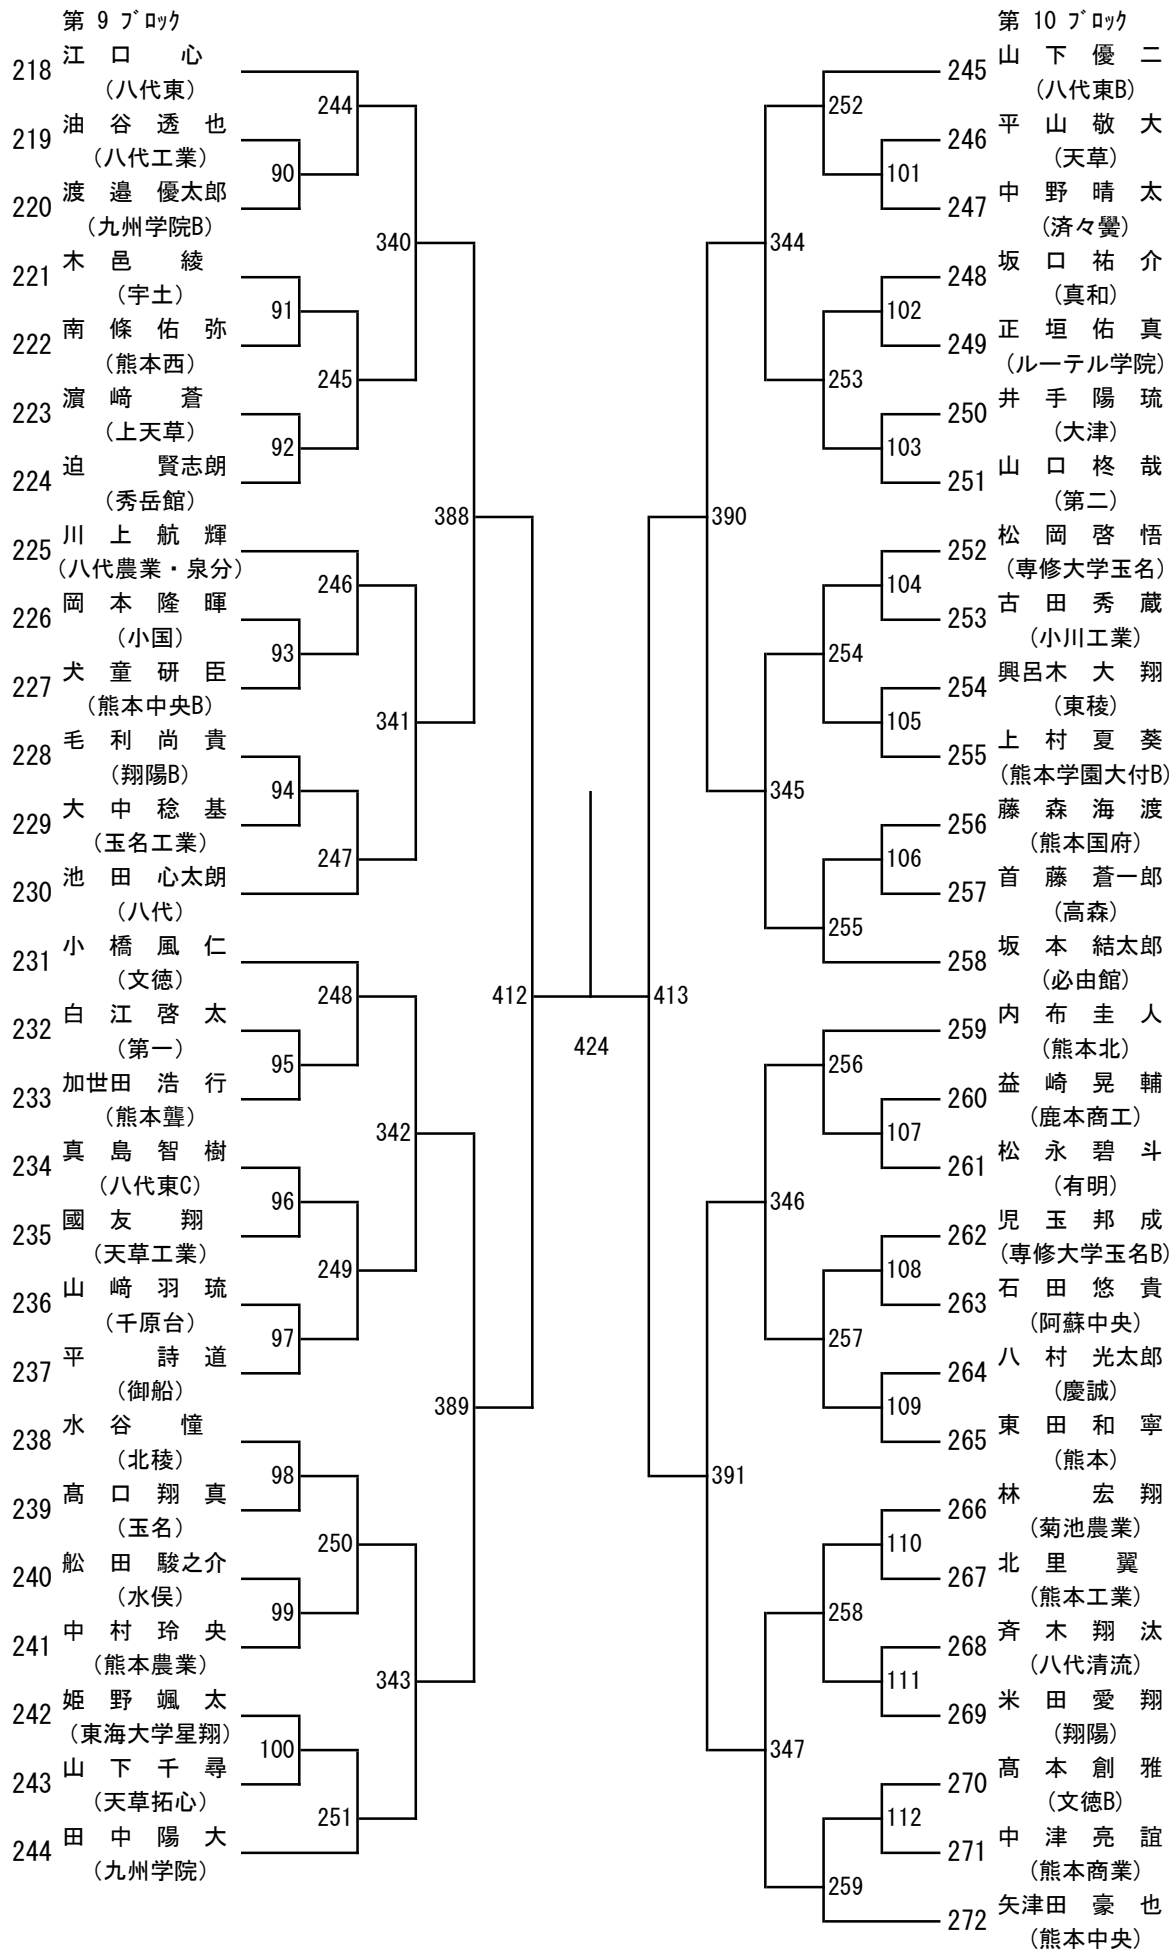 第 9 ブロック
218 江 口 心
（八代東）
219 油 谷 透 也
（八代工業）
220 渡 邉 優太郎
（九州学院B）
221 木 邑 綾
（宇土）
222 南 條 佑 弥
（熊本西）
223 濵 﨑 蒼
（上天草）
224 迫 賢志朗
（秀岳館）
225 川 上 航 輝
（八代農業・泉分）
226 岡 本 隆 暉
（小国）
227 犬 童 研 臣
（熊本中央B）
228 毛 利 尚 貴
（翔陽B）
229 大 中 稔 基
（玉名工業）
230 池 田 心太朗
（八代）
231 小 橋 風 仁
（文徳）
232 白 江 啓 太
（第一）
233 加世田 浩 行
（熊本聾）
234 真 島 智 樹
（八代東C）
235 國 友 翔
（天草工業）
236 山 﨑 羽 琉
（千原台）
237 平 詩 道
（御船）
238 水 谷 憧
（北稜）
239 髙 口 翔 真
（玉名）
240 舩 田 駿之介
（水俣）
241 中 村 玲 央
（熊本農業）
242 姫 野 颯 太
（東海大学星翔）
243 山 下 千 尋
（天草拓心）
244 田 中 陽 大
（九州学院）
244
90
91
245
92
340
246
93
94
247
341
388
248
95
96
249
97
342
98
250
99
100
251
343
389
412
424
413
第 10 ブロック
245 山 下 優 二
（八代東B）
246 平 山 敬 大
（天草）
247 中 野 晴 太
（済々黌）
248 坂 口 祐 介
（真和）
249 正 垣 佑 真
（ルーテル学院）
250 井 手 陽 琉
（大津）
251 山 口 柊 哉
（第二）
252 松 岡 啓 悟
（専修大学玉名）
253 古 田 秀 蔵
（小川工業）
254 興呂木 大 翔
（東稜）
255 上 村 夏 葵
（熊本学園大付B）
256 藤 森 海 渡
（熊本国府）
257 首 藤 蒼一郎
（高森）
258 坂 本 結太郎
（必由館）
259 内 布 圭 人
（熊本北）
260 益 崎 晃 輔
（鹿本商工）
261 松 永 碧 斗
（有明）
262 児 玉 邦 成
（専修大学玉名B）
263 石 田 悠 貴
（阿蘇中央）
264 八 村 光太郎
（慶誠）
265 東 田 和 寧
（熊本）
266 林 宏 翔
（菊池農業）
267 北 里 翼
（熊本工業）
268 斉 木 翔 汰
（八代清流）
269 米 田 愛 翔
（翔陽）
270 髙 本 創 雅
（文徳B）
271 中 津 亮 誼
（熊本商業）
272 矢津田 豪 也
（熊本中央）
252
101
344
102
253
103
390
104
254
105
345
106
255
256
107
346
108
257
109
391
110
258
111
347
112
259